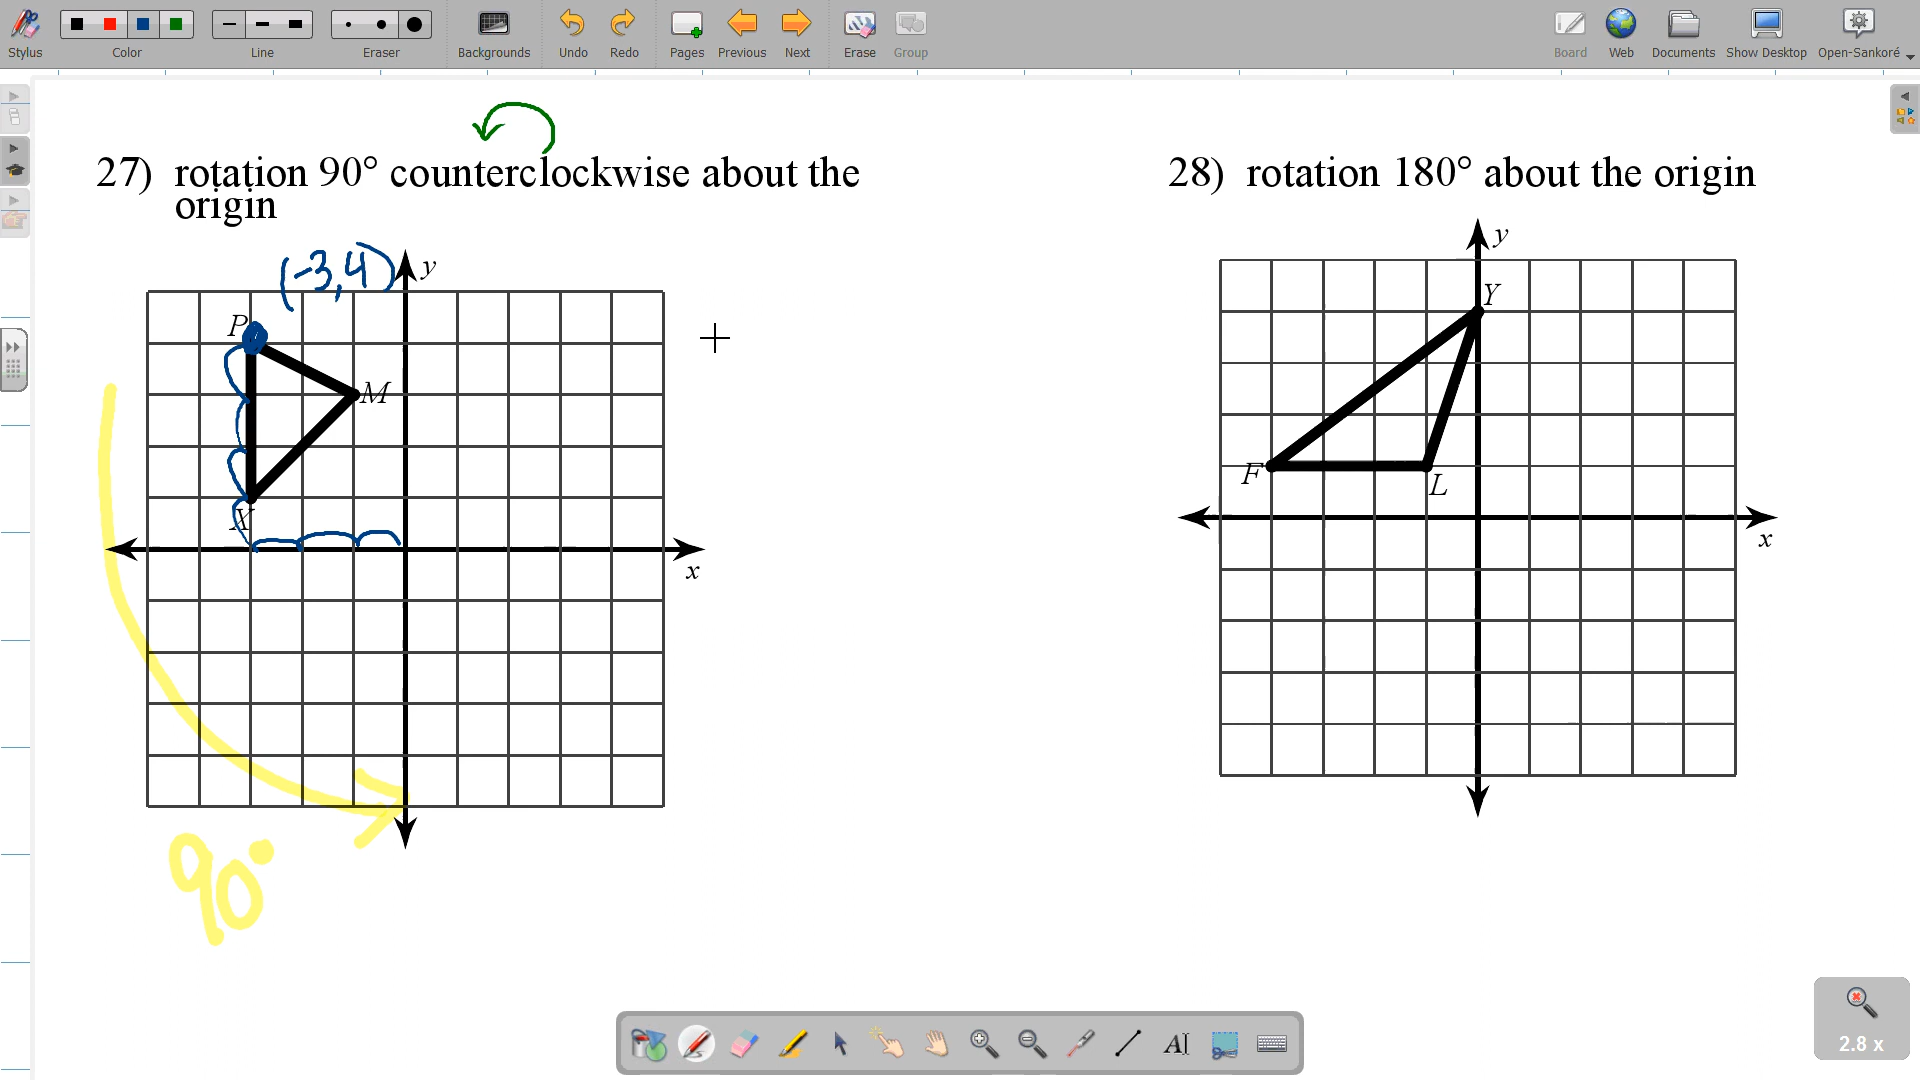 Stylus Color Line Eraser Backgrounds Undo Redo Pages Previous Next Erase Group Board Web Documents Show Desktop Open-Sankoré
27) rotation 90° counterclockwise about the
origin
28) rotation 180° about the origin
(-3,4)
y
P
M
X
x
90°
y
Y
F
L
x
AI
2.8 x